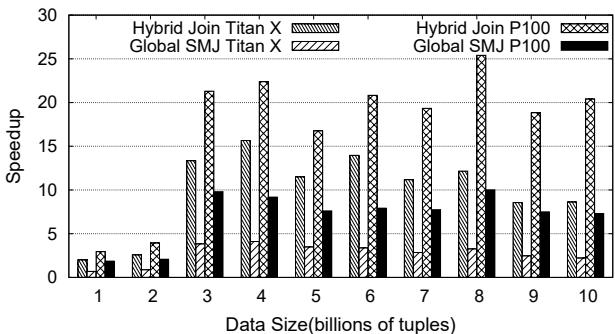 30
25
20
15
10
5
0
Speedup
Hybrid Join Titan X
Global SMJ Titan X
Hybrid Join P100
Global SMJ P100
1 2 3 4 5 6 7 8 9 10
Data Size(billions of tuples)